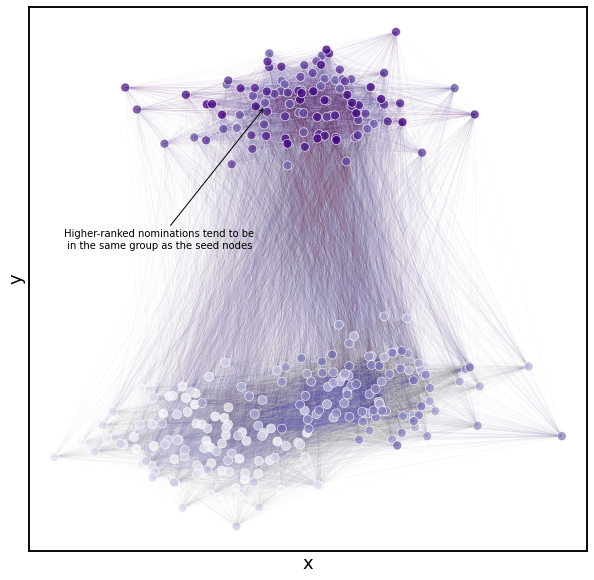 Higher-ranked nominations tend to be
in the same group as the seed nodes
y
x